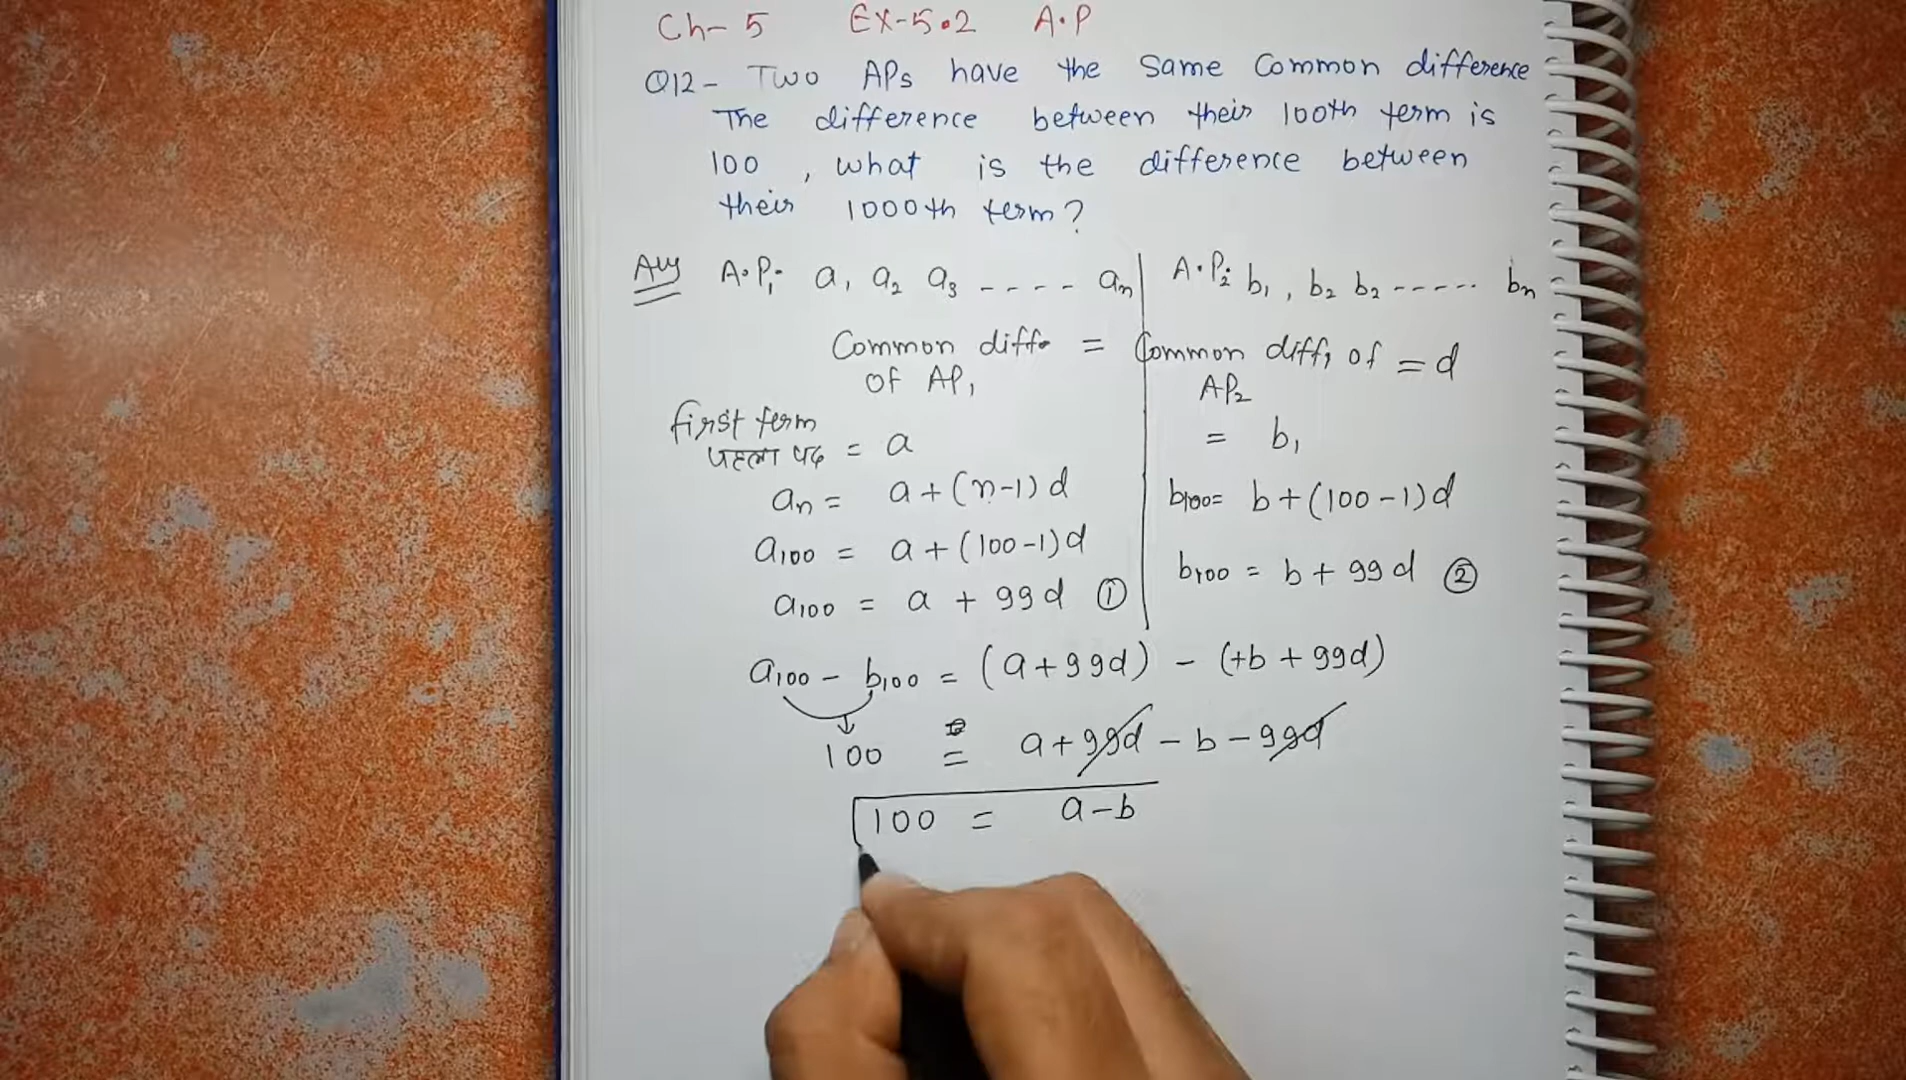 Ch-5 Ex-5.2 A.P
Q12- Two APs have the same Common difference
The difference between their 100th term is
100 , what is the difference between
their 1000th term?
Ans A.P₁: a₁ a₂ a₃ ---- aₙ | A.P₂: b₁, b₂ b₂ ----- bₙ
Common diff. = Common diff, of = d
of AP₁ AP₂
first term
पहला पद = a = b₁
aₙ = a + (n-1) d
b₁₀₀= b + (100-1) d
a₁₀₀ = a + (100-1) d
b₁₀₀ = b + 99 d ②
a₁₀₀ = a + 99 d ①
a₁₀₀ - b₁₀₀ = (a + 99d) - (+b + 99d)
100 = a + 99d - b - 99d
100 = a-b